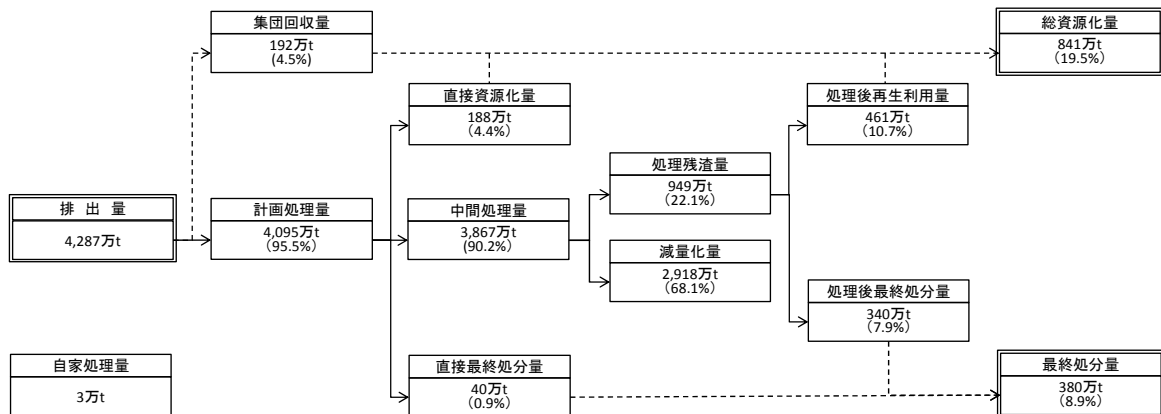 集団回収量
192万t
(4.5%)
総資源化量
841万t
(19.5%)
直接資源化量
188万t
(4.4%)
処理後再生利用量
461万t
(10.7%)
処理残渣量
949万t
(22.1%)
排 出 量
4,287万t
計画処理量
4,095万t
(95.5%)
中間処理量
3,867万t
(90.2%)
減量化量
2,918万t
(68.1%)
処理後最終処分量
340万t
(7.9%)
自家処理量
3万t
直接最終処分量
40万t
(0.9%)
最終処分量
380万t
(8.9%)